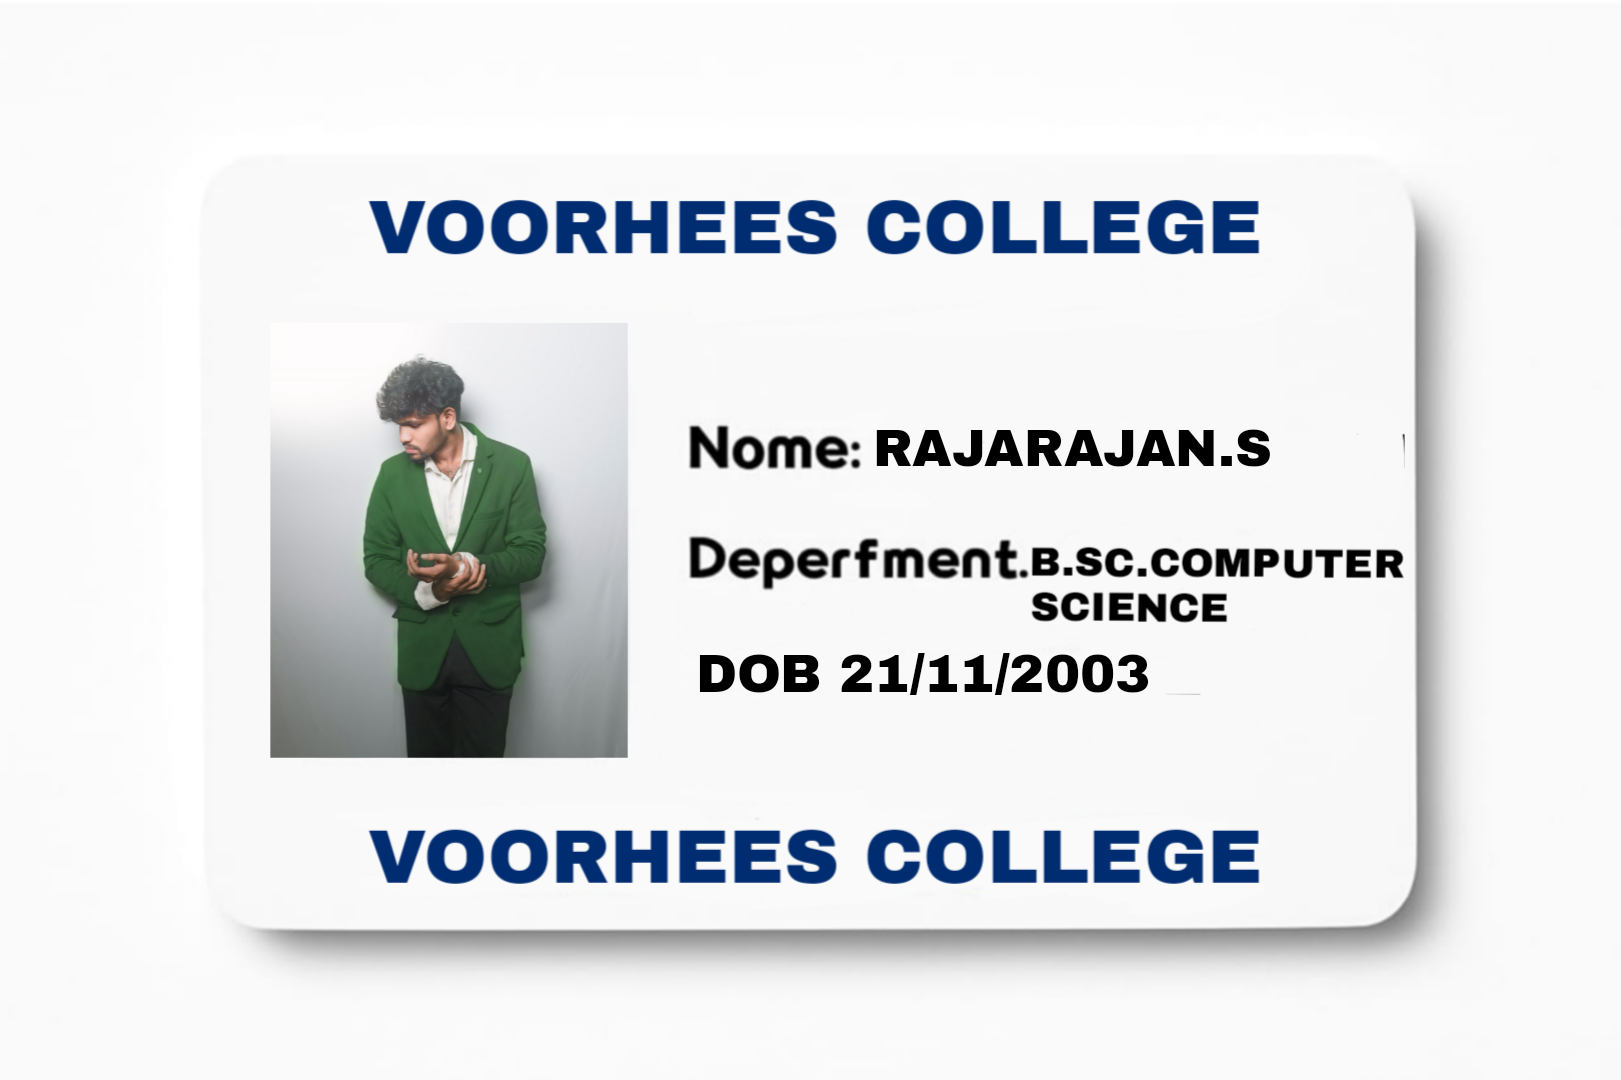 VOORHEES COLLEGE
Nome: RAJARAJAN.S
Deperfment.B.SC.COMPUTER
SCIENCE
DOB 21/11/2003
VOORHEES COLLEGE